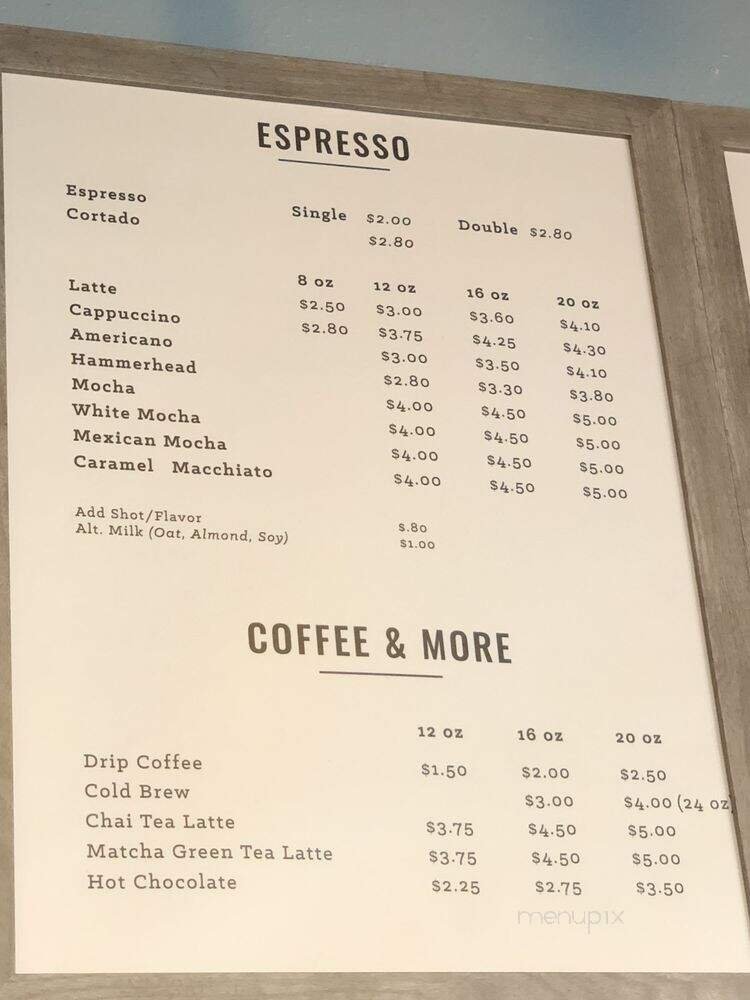 ESPRESSO
Espresso Single $2.00 Double $2.80
Cortado $2.80
Latte 8 oz 12 oz 16 oz 20 oz
Cappuccino $2.50 $3.00 $3.60 $4.10
Americano $2.80 $3.75 $4.25 $4.30
Hammerhead $3.00 $3.50 $4.10
Mocha $2.80 $3.30 $3.80
White Mocha $4.00 $4.50 $5.00
Mexican Mocha $4.00 $4.50 $5.00
Caramel Macchiato $4.00 $4.50 $5.00
$4.00 $4.50 $5.00
Add Shot/Flavor $.80
Alt. Milk (Oat, Almond, Soy) $1.00
COFFEE & MORE
12 oz 16 oz 20 oz
Drip Coffee $1.50 $2.00 $2.50
Cold Brew $3.00 $4.00 (24 oz)
Chai Tea Latte $3.75 $4.50 $5.00
Matcha Green Tea Latte $3.75 $4.50 $5.00
Hot Chocolate $2.25 $2.75 $3.50
menupix